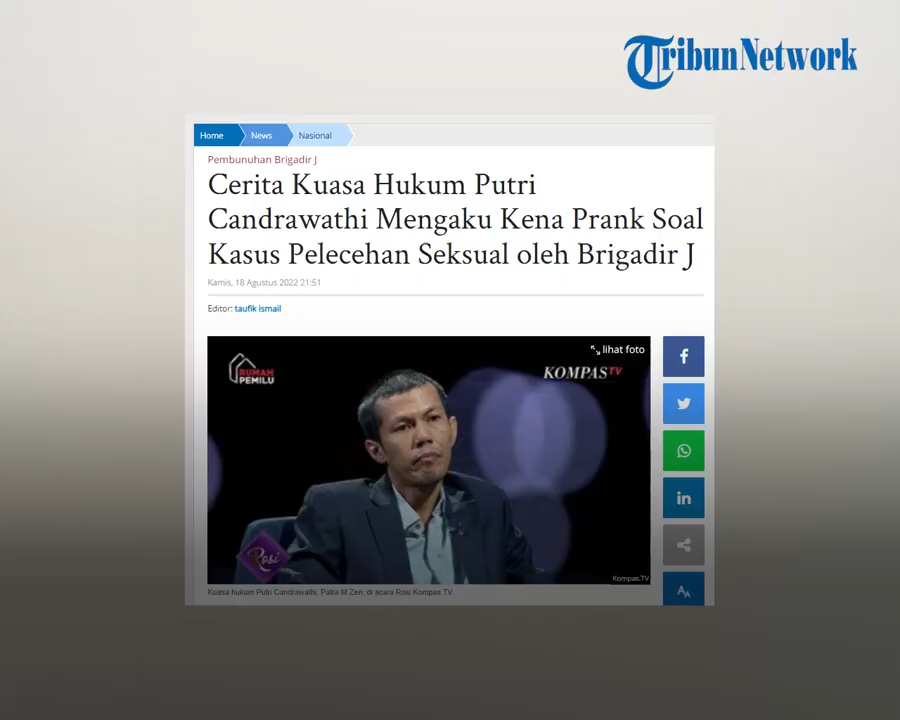 Tribun Network
Home News Nasional
Pembunuhan Brigadir J
Cerita Kuasa Hukum Putri
Candrawathi Mengaku Kena Prank Soal
Kasus Pelecehan Seksual oleh Brigadir J
Kamis, 18 Agustus 2022 21:51
Editor: taufik ismail
lihat foto
RUMAH
PEMILU
KOMPAS TV
Rosi
Kompas.TV
Kuasa hukum Putri Candrawathi, Patra M Zen, di acara Rosi Kompas TV.